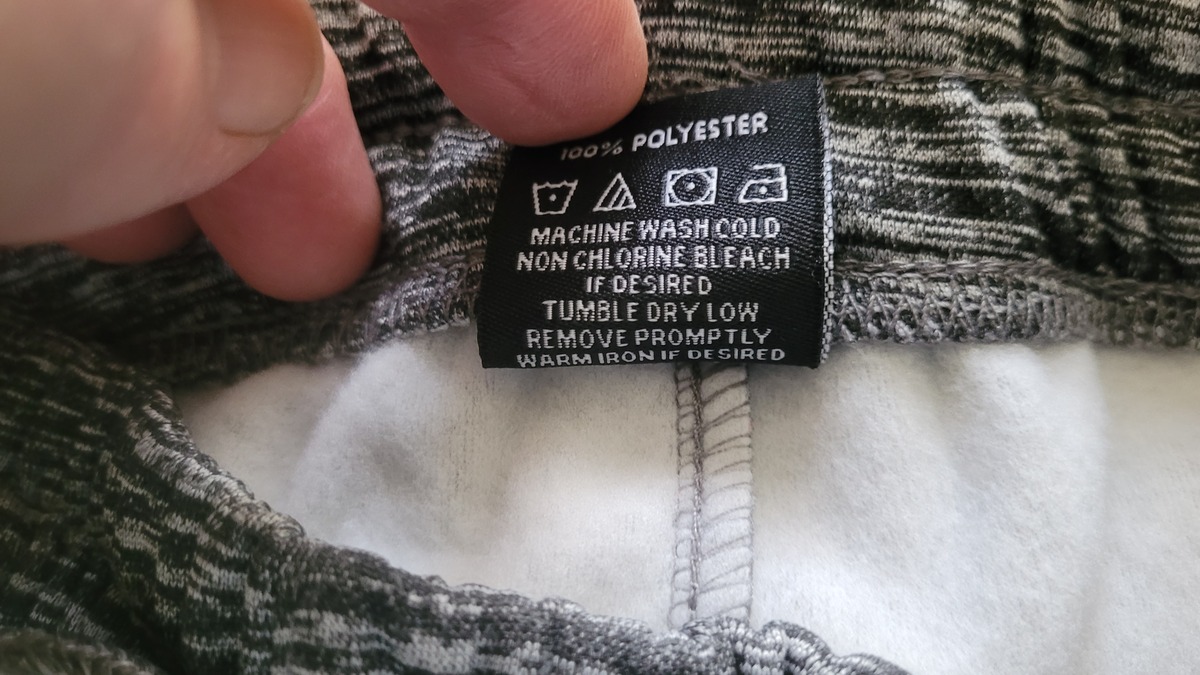 100% POLYESTER
MACHINE WASH COLD
NON CHLORINE BLEACH
IF DESIRED
TUMBLE DRY LOW
REMOVE PROMPTLY
WARM IRON IF DESIRED